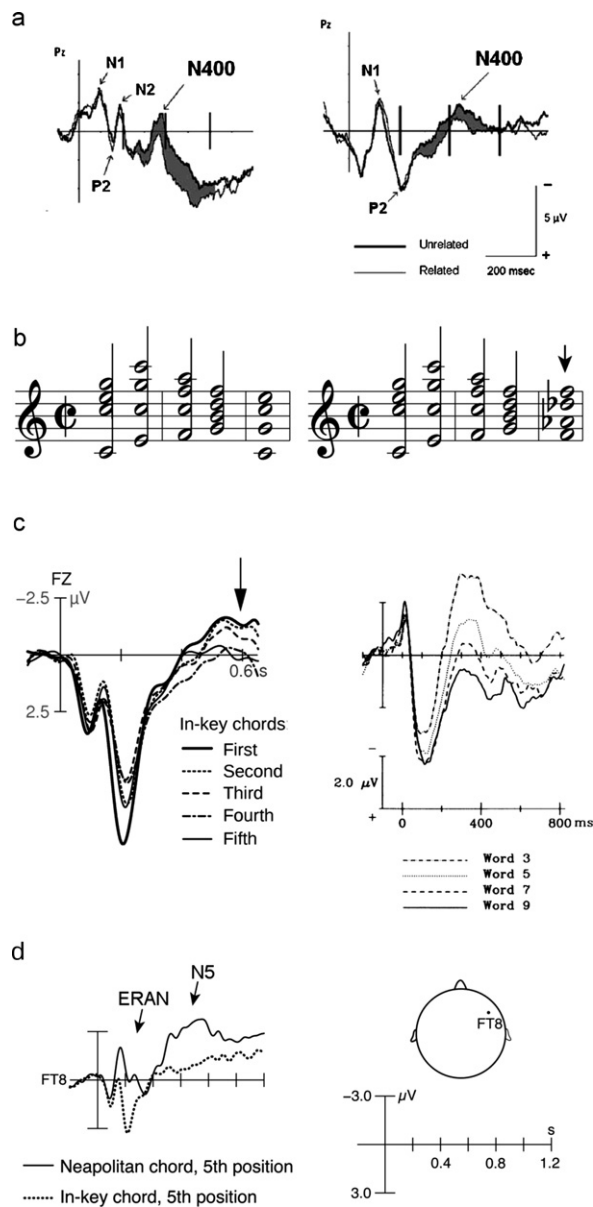 a
Pz
N1
N2
N400
P2
Pz
N1
N400
P2
Unrelated
Related
−
5 µV
+
200 msec
b
c
FZ
−2.5
µV
2.5
0.6
s
In-key chords:
First
Second
Third
Fourth
Fifth
−
2.0 µV
+
0
400
800
ms
Word 3
Word 5
Word 7
Word 9
d
ERAN
N5
FT8
Neapolitan chord, 5th position
In-key chord, 5th position
FT8
−3.0
µV
s
0.4
0.8
1.2
3.0